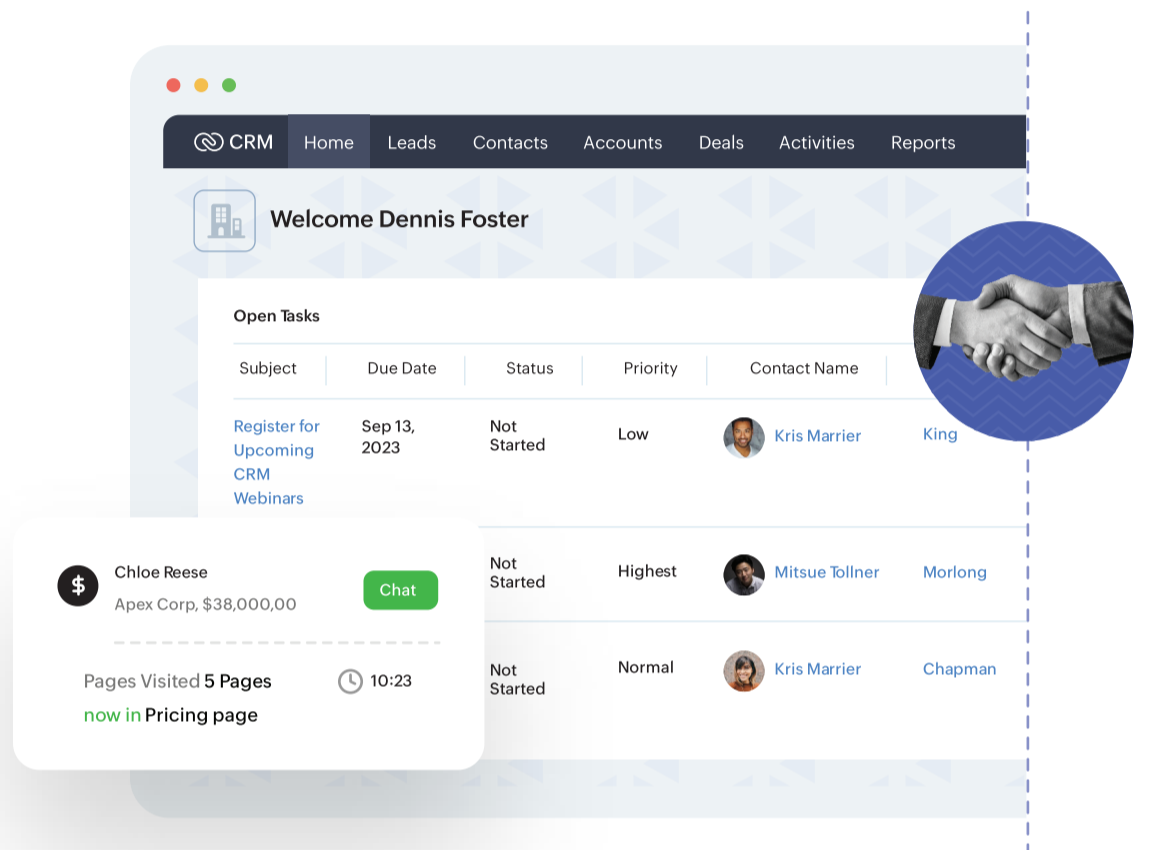 CRM Home Leads Contacts Accounts Deals Activities Reports
Welcome Dennis Foster
Open Tasks
Subject Due Date Status Priority Contact Name
Register for
Upcoming
CRM
Webinars
Sep 13,
2023
Not
Started
Low
Kris Marrier
King
Not
Started
Highest
Mitsue Tollner
Morlong
Not
Started
Normal
Kris Marrier
Chapman
$
Chloe Reese
Apex Corp, $38,000,00
Chat
Pages Visited 5 Pages
10:23
now in Pricing page